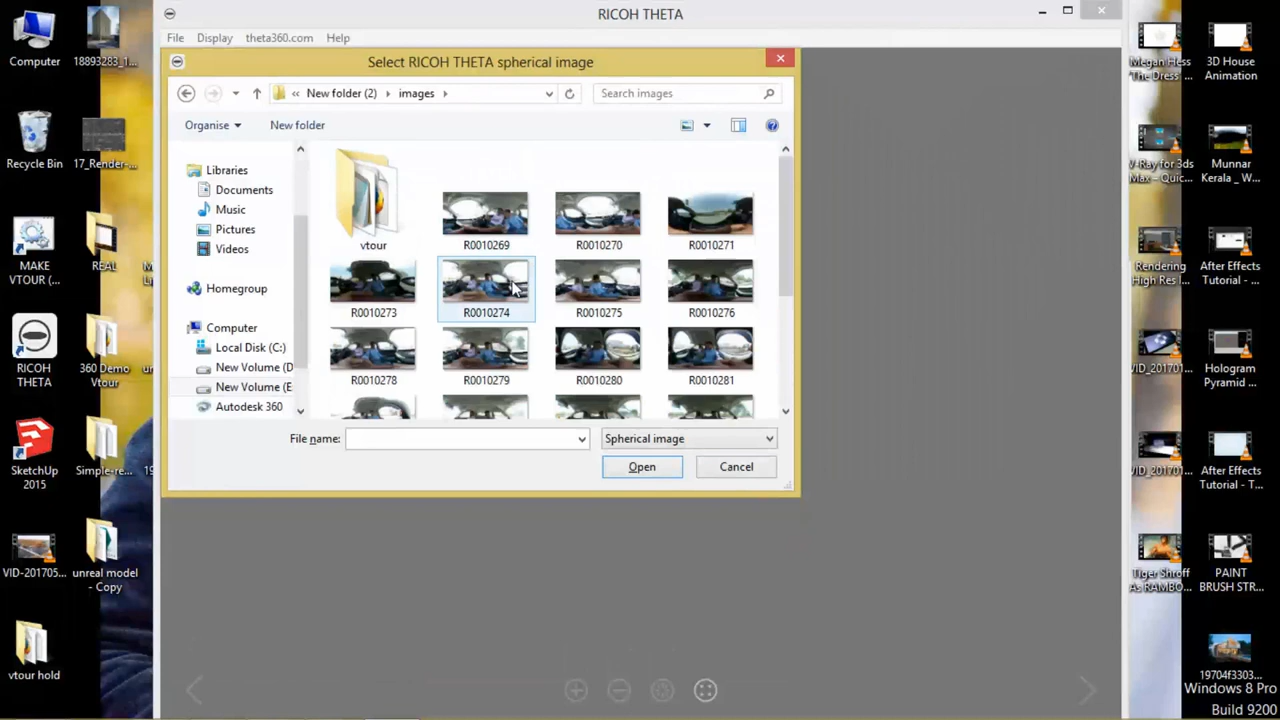 RICOH THETA
File Display theta360.com Help
Select RICOH THETA spherical image
« New folder (2) images
Search images
Organise
New folder
Libraries
Documents
Music
Pictures
Videos
Homegroup
Computer
Local Disk (C:)
New Volume (D
New Volume (E
Autodesk 360
vtour
R0010269
R0010270
R0010271
R0010273
R0010274
R0010275
R0010276
R0010278
R0010279
R0010280
R0010281
File name:
Spherical image
Open
Cancel
Computer
18893283_1...
Recycle Bin
17_Render-...
MAKE
VTOUR (...
REAL
RICOH
THETA
360 Demo
Vtour
SketchUp
2015
Simple-re...
VID-201705...
unreal model
- Copy
vtour hold
Megan Hess
'The Dress ...
3D House
Animation
V-Ray for 3ds
Max – Quic...
Munnar
Kerala _ W...
Rendering
High Res I...
After Effects
Tutorial - ...
VID_201701...
Hologram
Pyramid ...
VID_201701...
After Effects
Tutorial - T...
Tiger Shroff
As RAMBO...
PAINT
BRUSH STR...
19704f3303...
Windows 8 Pro
Build 9200